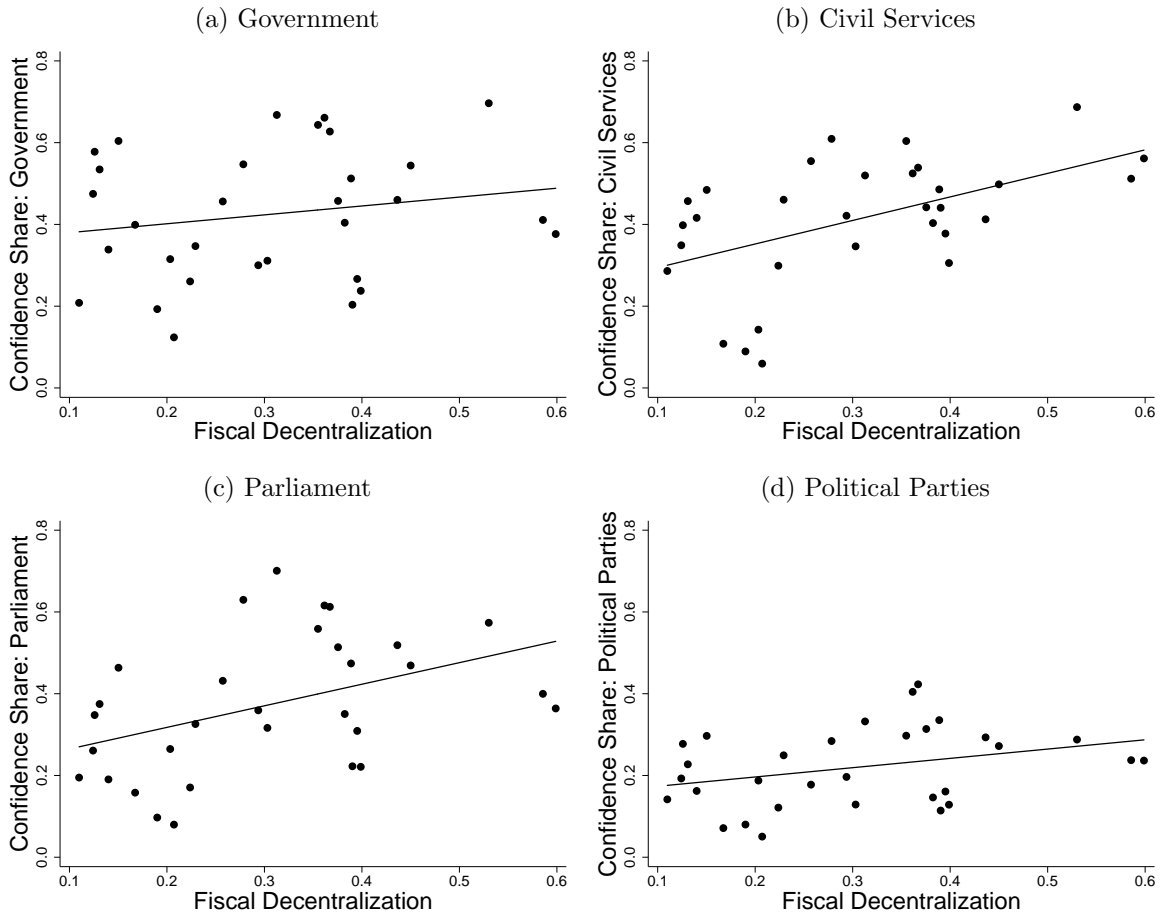 (a) Government
Confidence Share: Government
0.8
0.6
0.4
0.2
0.0
0.1 0.2 0.3 0.4 0.5 0.6
Fiscal Decentralization
(b) Civil Services
Confidence Share: Civil Services
0.8
0.6
0.4
0.2
0.0
0.1 0.2 0.3 0.4 0.5 0.6
Fiscal Decentralization
(c) Parliament
Confidence Share: Parliament
0.8
0.6
0.4
0.2
0.0
0.1 0.2 0.3 0.4 0.5 0.6
Fiscal Decentralization
(d) Political Parties
Confidence Share: Political Parties
0.8
0.6
0.4
0.2
0.0
0.1 0.2 0.3 0.4 0.5 0.6
Fiscal Decentralization